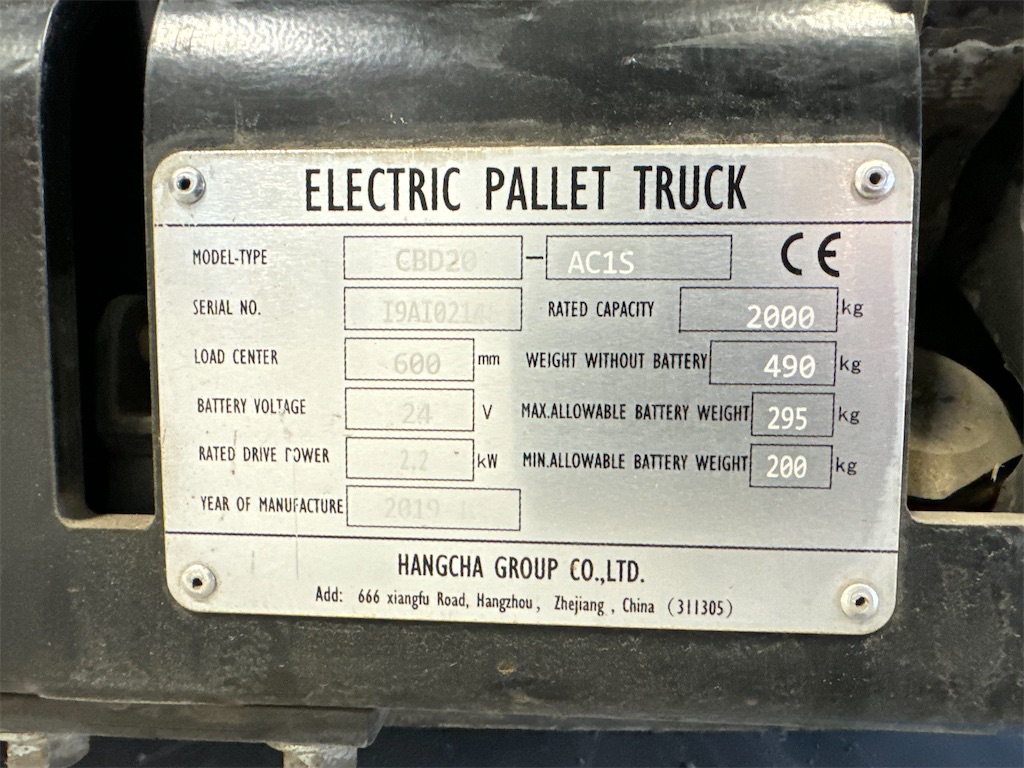 ELECTRIC PALLET TRUCK
MODEL-TYPE CBD20 - AC1S CE
SERIAL NO. RATED CAPACITY 2000 kg
LOAD CENTER 600 mm WEIGHT WITHOUT BATTERY 490 kg
BATTERY VOLTAGE 24 V MAX.ALLOWABLE BATTERY WEIGHT 295 kg
RATED DRIVE POWER 2.2 kW MIN.ALLOWABLE BATTERY WEIGHT 200 kg
YEAR OF MANUFACTURE 2019
HANGCHA GROUP CO.,LTD.
Add: 666 xiangfu Road, Hangzhou, Zhejiang, China (311305)